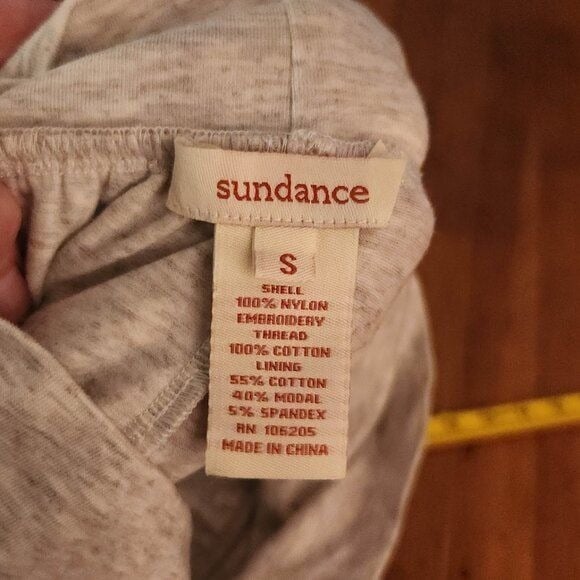 sundance
S
SHELL
100% NYLON
EMBROIDERY
THREAD
100% COTTON
LINING
55% COTTON
40% MODAL
5% SPANDEX
RN 106205
MADE IN CHINA